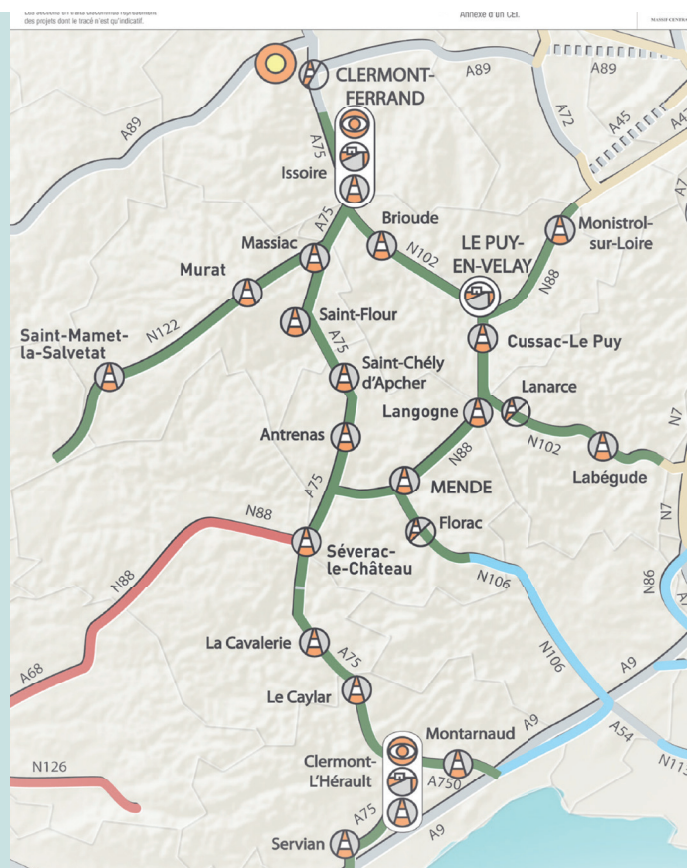 des projets dont le tracé n'est qu'indicatif.
Annexe d'un CEI.
MASSIF CENTRAL
A89
CLERMONT-
FERRAND
A89
A89
A45
A72
A75
Issoire
A75
Brioude
Monistrol-
sur-Loire
LE PUY-
EN-VELAY
Massiac
N102
N88
Murat
Saint-Flour
N122
Saint-Mamet-
la-Salvetat
A75
Cussac-Le Puy
Saint-Chély
d'Apcher
Lanarce
Langogne
N7
Antrenas
N102
N88
Labégude
A75
MENDE
N88
Florac
N7
Séverac-
le-Château
N88
N106
N86
La Cavalerie
N106
A9
A68
A75
Le Caylar
Montarnaud
A9
A54
Clermont-
L'Hérault
N126
A750
A75
A9
Servian